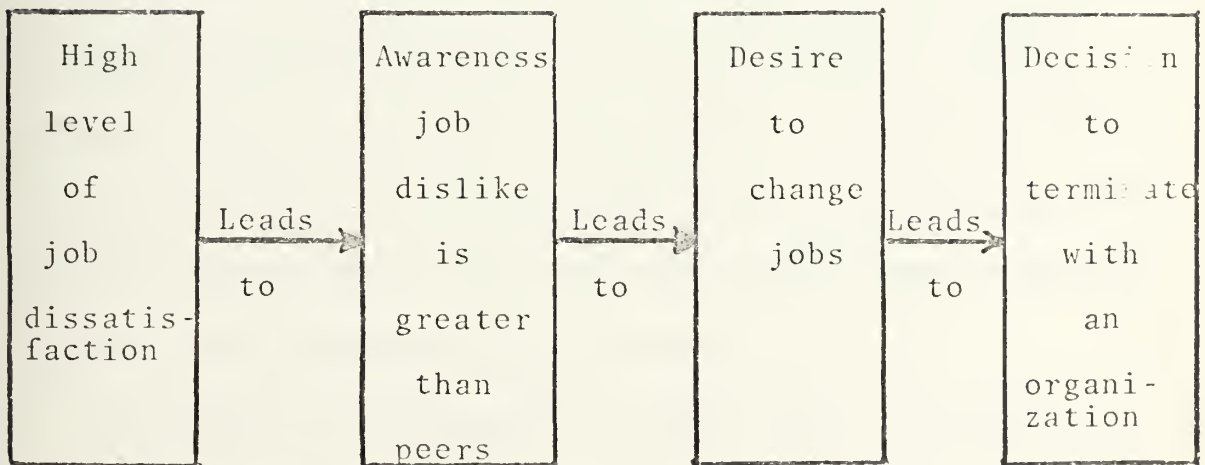 High
level
of
job
dissatis-
faction
Leads
to
Awareness
job
dislike
is
greater
than
peers
Leads
to
Desire
to
change
jobs
Leads
to
to
with
an
organi-
zation